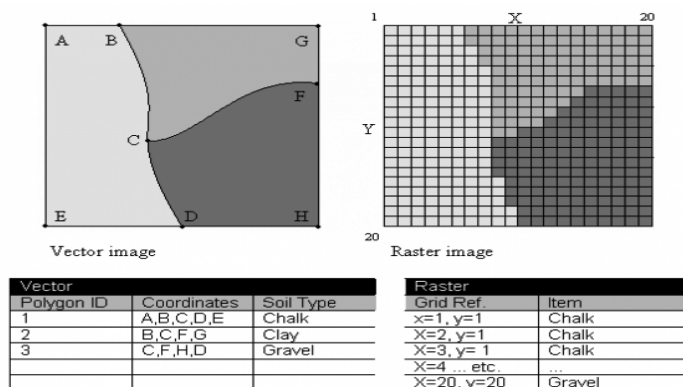 A B G
F
C
E D H
Vector image
1 X 20
Y
20
Raster image
Vector
Polygon ID Coordinates Soil Type
1 A,B,C,D,E Chalk
2 B,C,F,G Clay
3 C,F,H,D Gravel
Raster
Grid Ref. Item
x=1, y=1 Chalk
X=2, y=1 Chalk
X=3, y= 1 Chalk
X=4 ... etc. ...
X=20, y=20 Gravel